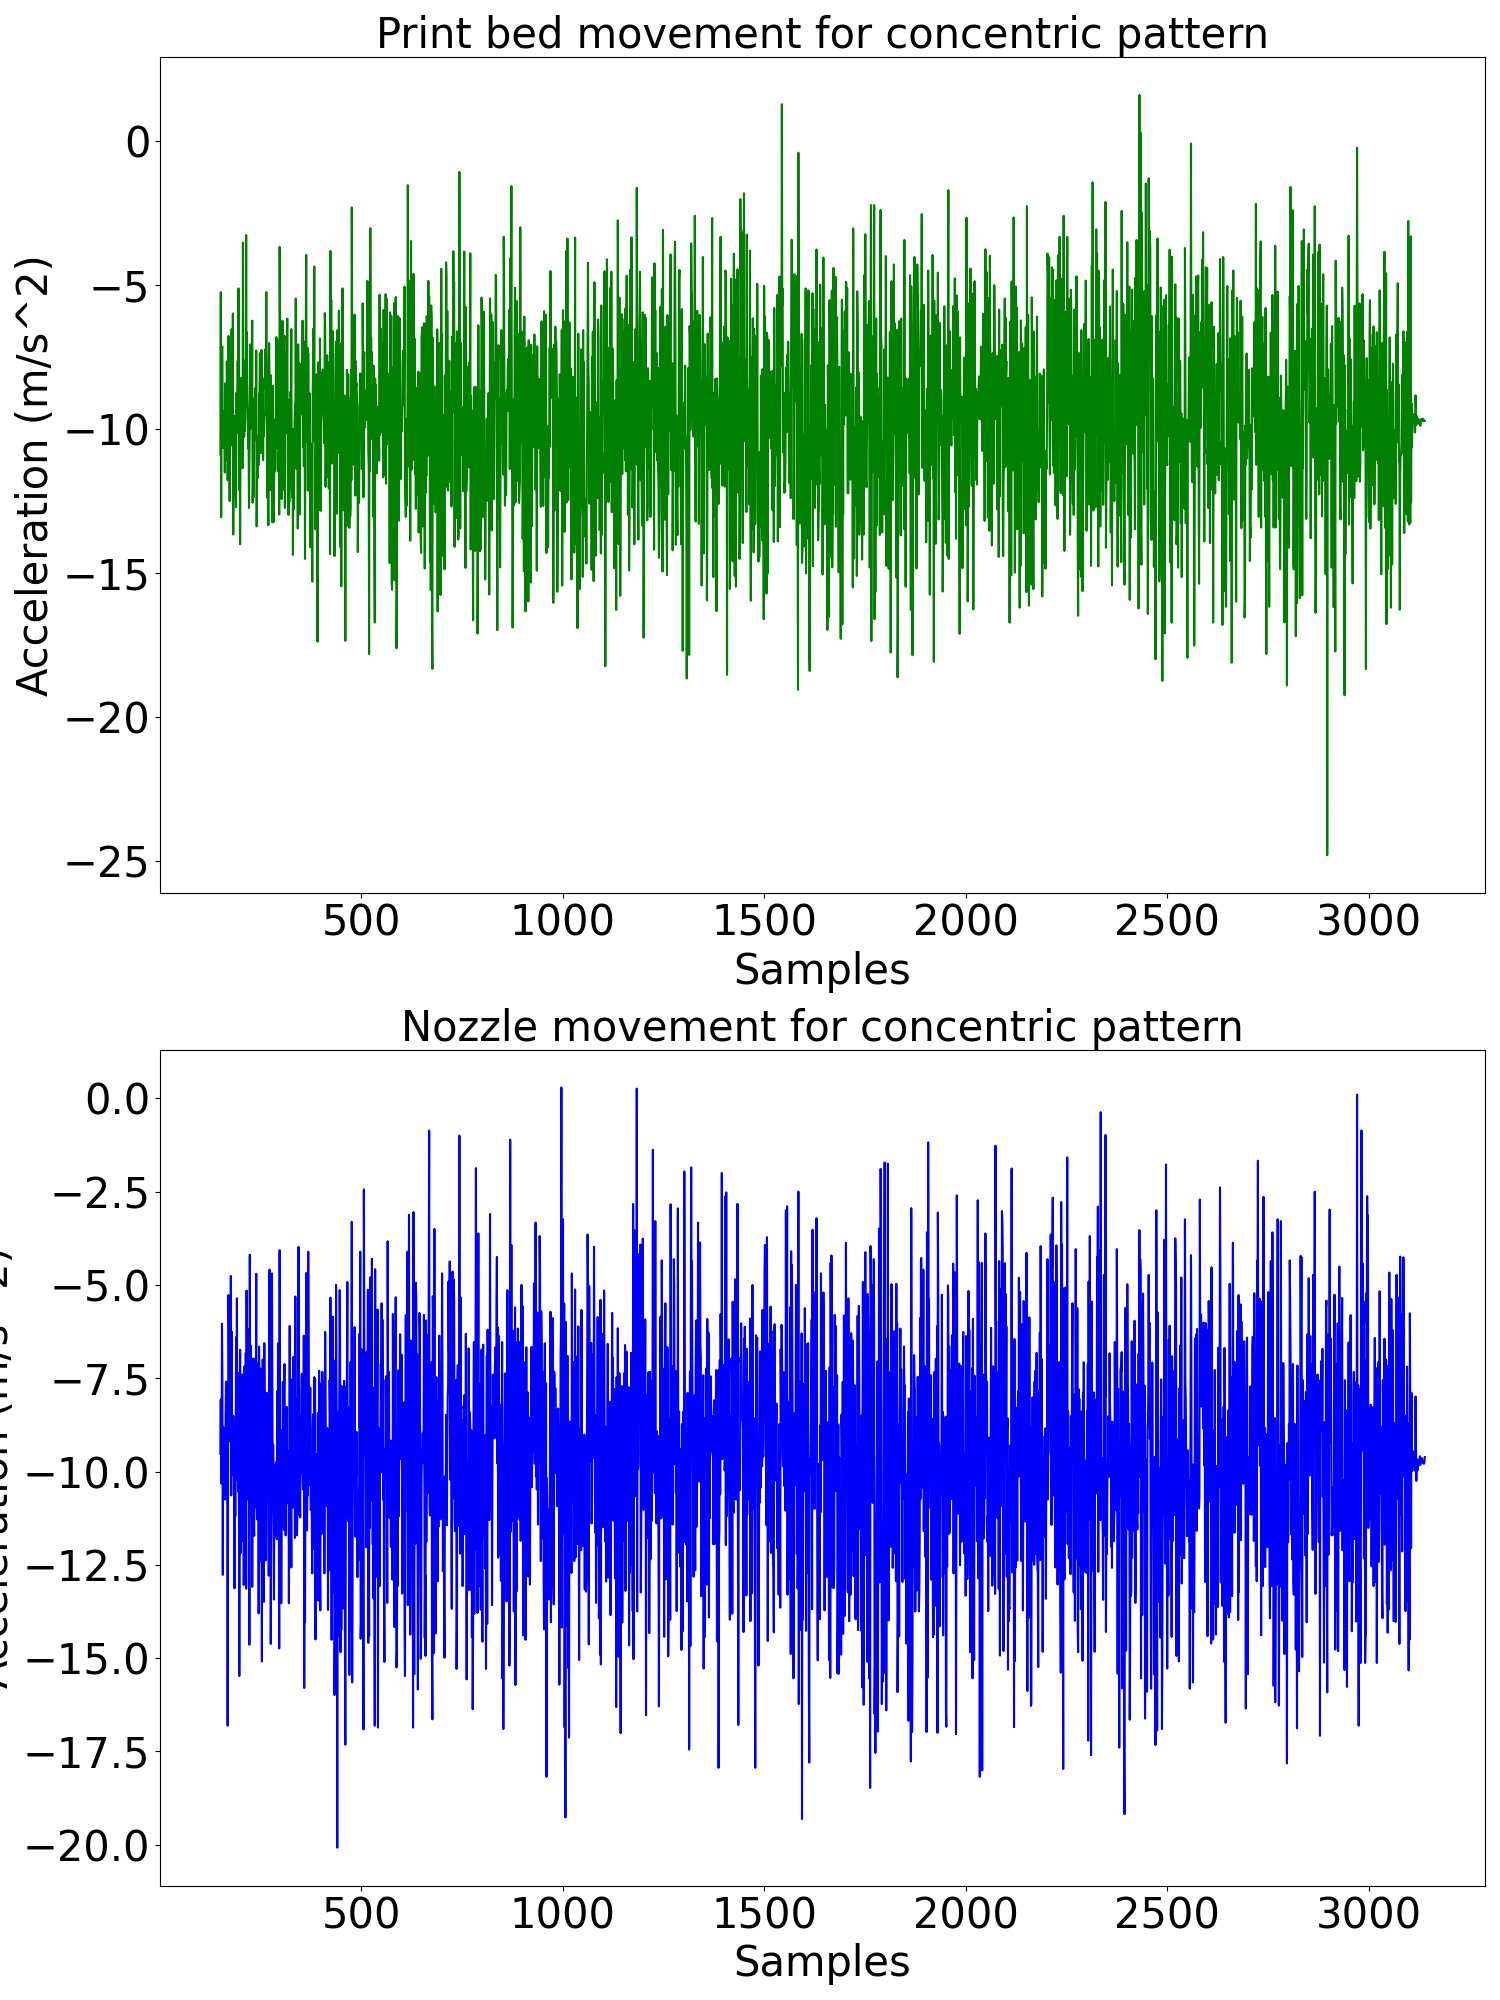 Print bed movement for concentric pattern
Acceleration (m/s^2)
0
−5
−10
−15
−20
−25
500 1000 1500 2000 2500 3000
Samples
Nozzle movement for concentric pattern
0.0
−2.5
−5.0
−7.5
−10.0
−12.5
−15.0
−17.5
−20.0
500 1000 1500 2000 2500 3000
Samples